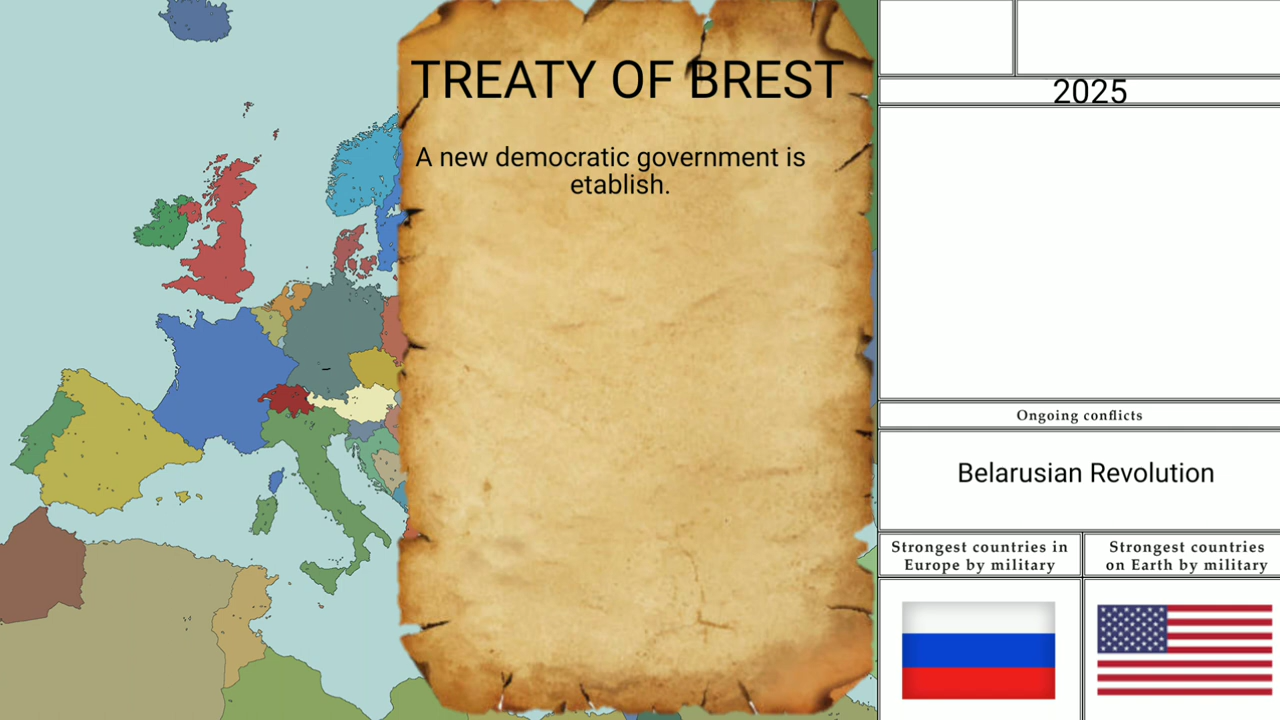 TREATY OF BREST
A new democratic government is
etablish.
2025
Ongoing conflicts
Belarusian Revolution
Strongest countries in
Europe by military
Strongest countries
on Earth by military